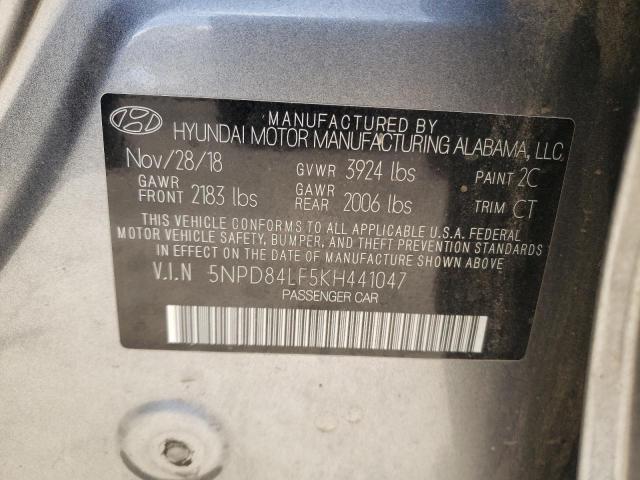 MANUFACTURED BY
HYUNDAI MOTOR MANUFACTURING ALABAMA, LLC,
Nov/28/18 GVWR 3924 lbs PAINT 2C
GAWR FRONT 2183 lbs GAWR REAR 2006 lbs TRIM CT
THIS VEHICLE CONFORMS TO ALL APPLICABLE U.S.A. FEDERAL
MOTOR VEHICLE SAFETY, BUMPER, AND THEFT PREVENTION STANDARDS
IN EFFECT ON THE DATE OF MANUFACTURE SHOWN ABOVE.
V.I.N 5NPD84LF5KH441047
PASSENGER CAR